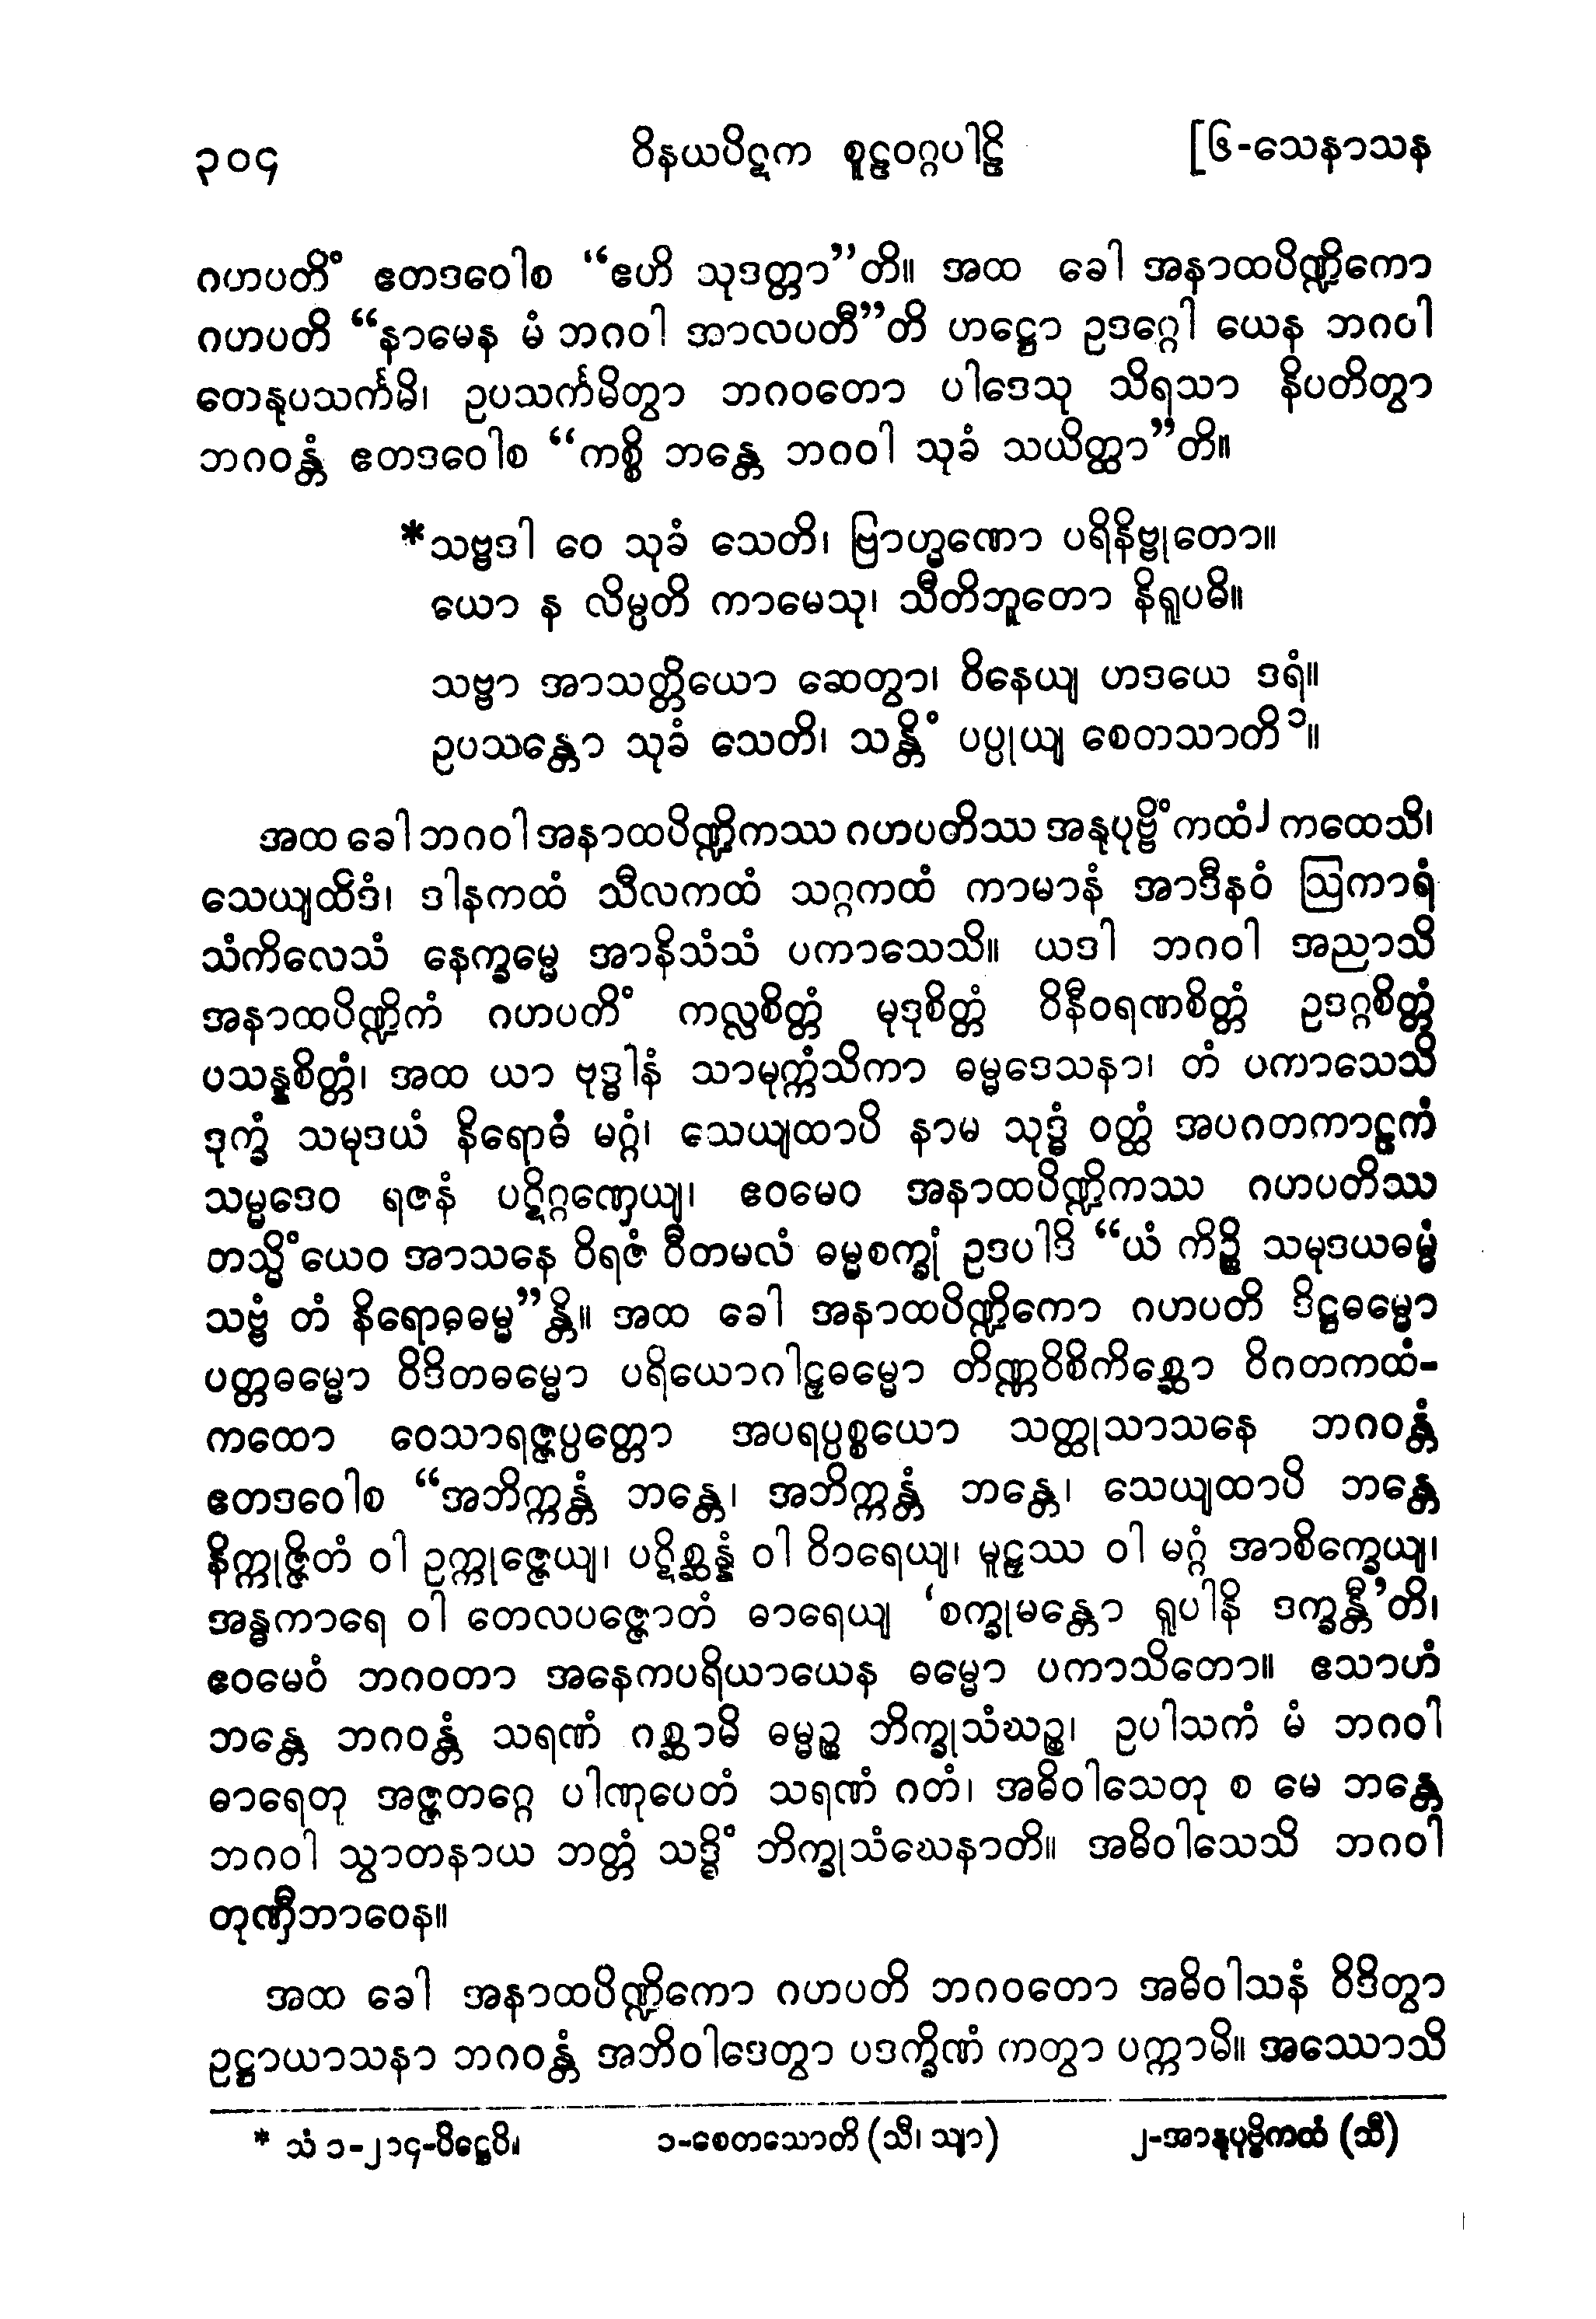 ၃၀၄ ဝိနယပိဋက စူဠဝဂ္ဂပါဠိ [၆-သေနာသန
ဂဟပတိံ ဧတဒဝေါစ “ဧဟိ သုဒတ္တာ”တိ။ အထ ခေါ အနာထပိဏ္ဍိကော
ဂဟပတိ “နာမေန မံ ဘဂဝါ အာလပတီ”တိ ဟဋ္ဌော ဥဒဂ္ဂေါ ယေန ဘဂဝါ
တေနုပသင်္ကမိ၊ ဥပသင်္ကမိတွာ ဘဂဝတော ပါဒေသု သိရသာ နိပတိတွာ
ဘဂဝန္တံ ဧတဒဝေါစ “ကစ္စိ ဘန္တေ ဘဂဝါ သုခံ သယိတ္ထာ”တိ။
*သဗ္ဗဒါ ဝေ သုခံ သေတိ၊ ဗြာဟ္မဏော ပရိနိဗ္ဗုတော။
ယော န လိမ္ပတိ ကာမေသု၊ သီတိဘူတော နိရူပဓိ။
သဗ္ဗာ အာသတ္တိယော ဆေတွာ၊ ဝိနေယျ ဟဒယေ ဒရံ။
ဥပသန္တော သုခံ သေတိ၊ သန္တိံ ပပ္ပုယျ စေတသာတိ၁။
အထ ခေါ ဘဂဝါ အနာထပိဏ္ဍိကဿ ဂဟပတိဿ အနုပုဗ္ဗိံကထံ၂ ကထေသိ၊
သေယျထိဒံ၊ ဒါနကထံ သီလကထံ သဂ္ဂကထံ ကာမာနံ အာဒီနဝံ ဩကာရံ
သံကိလေသံ နေက္ခမ္မေ အာနိသံသံ ပကာသေသိ။ ယဒါ ဘဂဝါ အညာသိ
အနာထပိဏ္ဍိကံ ဂဟပတိံ ကလ္လစိတ္တံ မုဒုစိတ္တံ ဝိနီဝရဏစိတ္တံ ဥဒဂ္ဂစိတ္တံ
ပသန္နစိတ္တံ၊ အထ ယာ ဗုဒ္ဓါနံ သာမုက္ကံသိကာ ဓမ္မဒေသနာ၊ တံ ပကာသေသိ
ဒုက္ခံ သမုဒယံ နိရောဓံ မဂ္ဂံ၊ သေယျထာပိ နာမ သုဒ္ဓံ ဝတ္ထံ အပဂတကာဠကံ
သမ္မဒေဝ ရဇနံ ပဋိဂ္ဂဏှေယျ၊ ဧဝမေဝ အနာထပိဏ္ဍိကဿ ဂဟပတိဿ
တသ္မိံယေဝ အာသနေ ဝိရဇံ ဝီတမလံ ဓမ္မစက္ခုံ ဥဒပါဒိ “ယံ ကိဉ္စိ သမုဒယဓမ္မံ
သဗ္ဗံ တံ နိရောဓဓမ္မ”န္တိ။ အထ ခေါ အနာထပိဏ္ဍိကော ဂဟပတိ ဒိဋ္ဌဓမ္မော
ပတ္တဓမ္မော ဝိဒိတဓမ္မော ပရိယောဂါဠှဓမ္မော တိဏ္ဏဝိစိကိစ္ဆော ဝိဂတကထံ-
ကထော ဝေသာရဇ္ဇပ္ပတ္တော အပရပ္ပစ္စယော သတ္ထုသာသနေ ဘဂဝန္တံ
ဧတဒဝေါစ “အဘိက္ကန္တံ ဘန္တေ၊ အဘိက္ကန္တံ ဘန္တေ၊ သေယျထာပိ ဘန္တေ
နိက္ကုဇ္ဇိတံ ဝါ ဥက္ကုဇ္ဇေယျ၊ ပဋိစ္ဆန္နံ ဝါ ဝိဝရေယျ၊ မူဠှဿ ဝါ မဂ္ဂံ အာစိက္ခေယျ၊
အန္ဓကာရေ ဝါ တေလပဇ္ဇောတံ ဓာရေယျ ‘စက္ခုမန္တော ရူပါနိ ဒက္ခန္တီ’တိ၊
ဧဝမေဝံ ဘဂဝတာ အနေကပရိယာယေန ဓမ္မော ပကာသိတော။ ဧသာဟံ
ဘန္တေ ဘဂဝန္တံ သရဏံ ဂစ္ဆာမိ ဓမ္မဉ္စ ဘိက္ခုသံဃဉ္စ၊ ဥပါသကံ မံ ဘဂဝါ
ဓာရေတု အဇ္ဇတဂ္ဂေ ပါဏုပေတံ သရဏံ ဂတံ၊ အဓိဝါသေတု စ မေ ဘန္တေ
ဘဂဝါ သွာတနာယ ဘတ္တံ သဒ္ဓိံ ဘိက္ခုသံဃေနာတိ။ အဓိဝါသေသိ ဘဂဝါ
တုဏှီဘာဝေန။
အထ ခေါ အနာထပိဏ္ဍိကော ဂဟပတိ ဘဂဝတော အဓိဝါသနံ ဝိဒိတွာ
ဥဋ္ဌာယာသနာ ဘဂဝန္တံ အဘိဝါဒေတွာ ပဒက္ခိဏံ ကတွာ ပက္ကာမိ။ အဿောသိ
* သံ ၁-၂၁၄-ပိဋ္ဌေပိ။ ၁-စေတသောတိ (သီ၊ သျာ) ၂-အာနုပုဗ္ဗိကထံ (သီ)